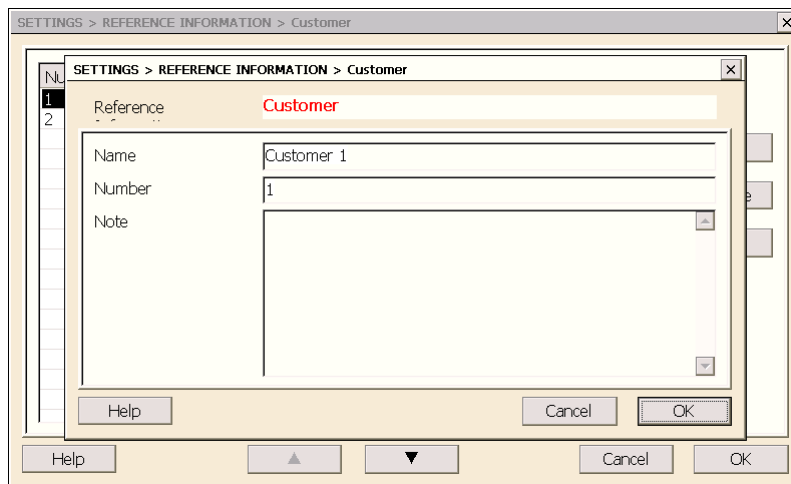 SETTINGS > REFERENCE INFORMATION > Customer
SETTINGS > REFERENCE INFORMATION > Customer
Nu
1
2
Reference
Customer
Name
Customer 1
Number
1
Note
e
Help
Cancel
OK
Help
Cancel
OK